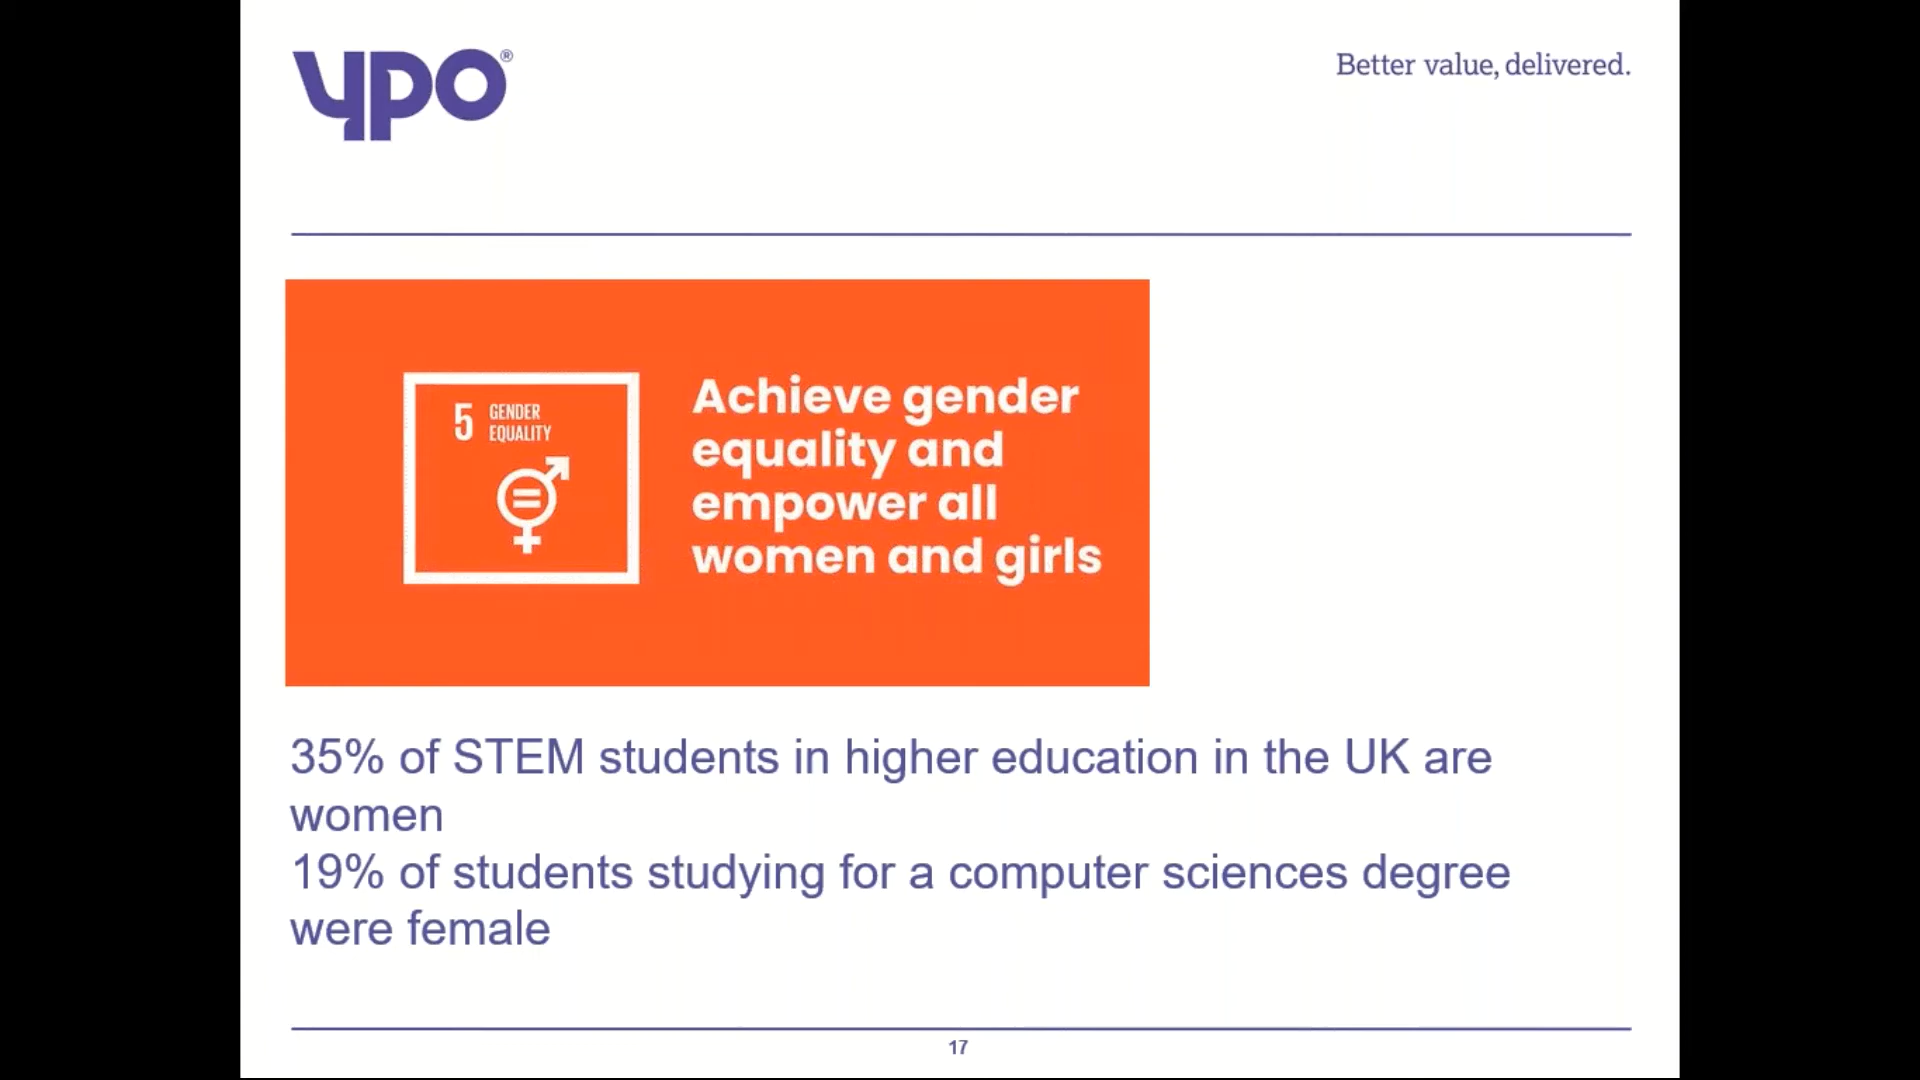 ypo®
Better value, delivered.
5 GENDER
EQUALITY
Achieve gender
equality and
empower all
women and girls
35% of STEM students in higher education in the UK are
women
19% of students studying for a computer sciences degree
were female
17